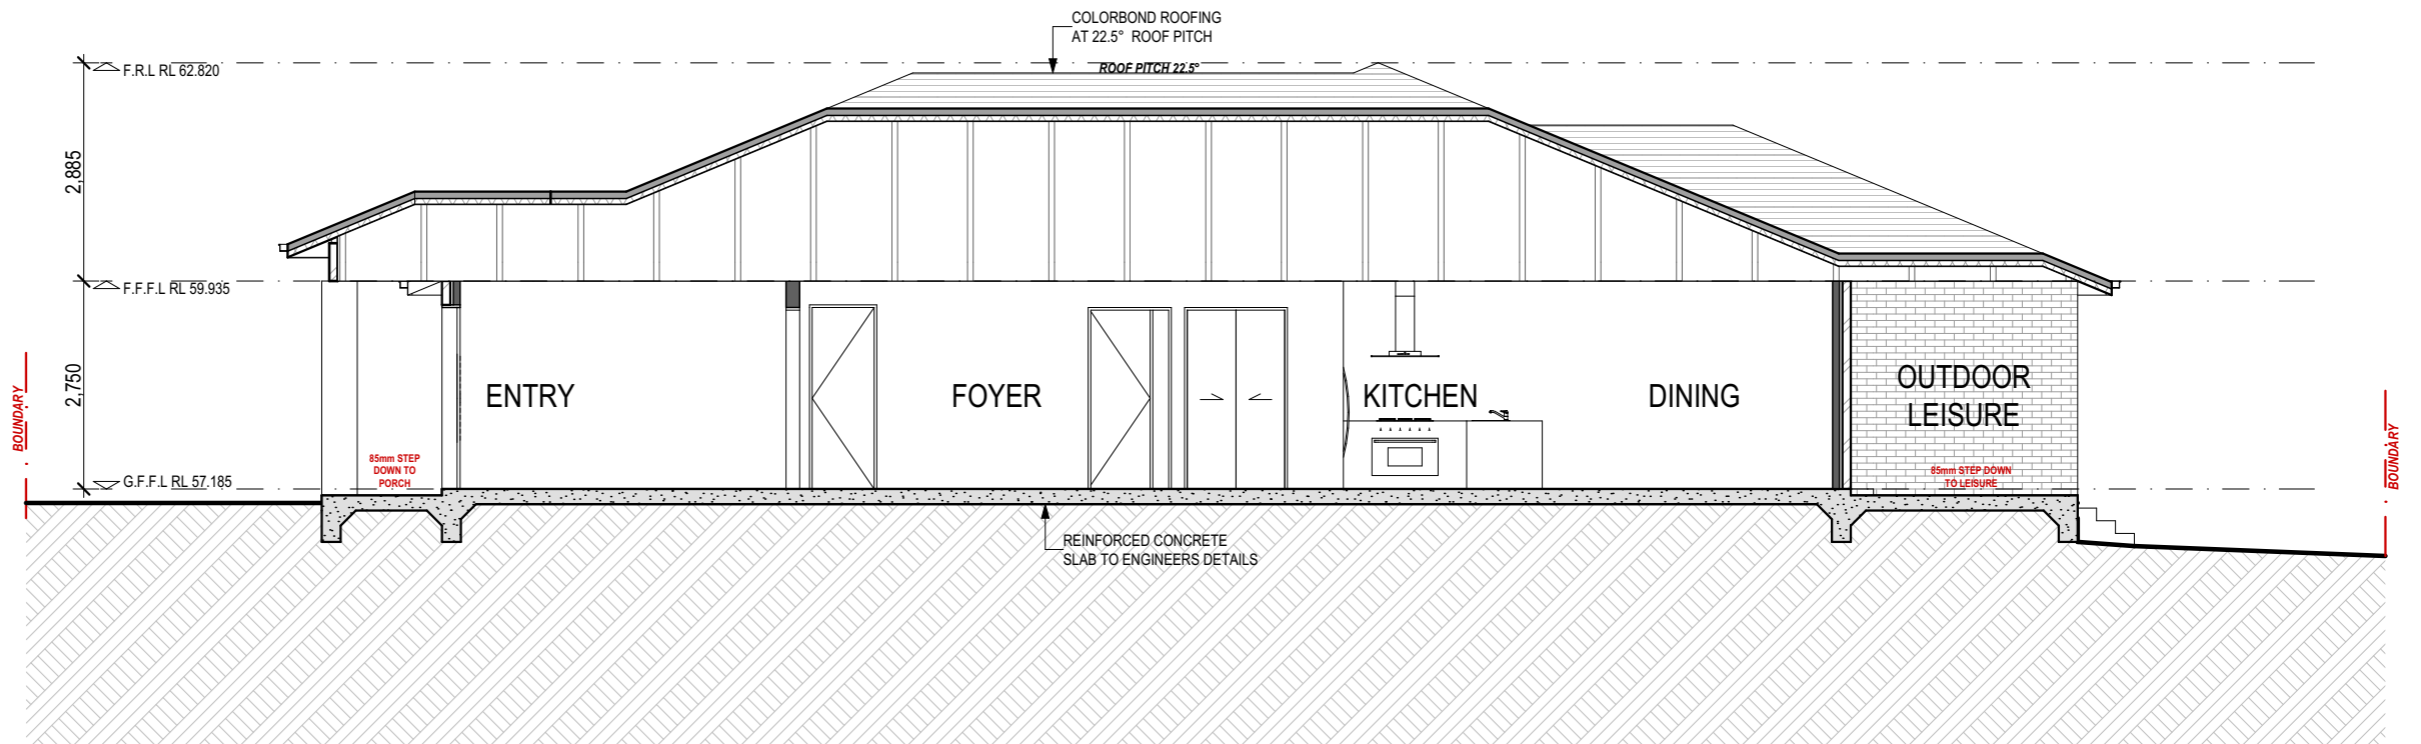 COLORBOND ROOFING
AT 22.5° ROOF PITCH
F.R.L RL 62.820
ROOF PITCH 22.5°
2,885
F.F.F.L RL 59.935
2,750
BOUNDARY
ENTRY
FOYER
KITCHEN
DINING
OUTDOOR
LEISURE
BOUNDARY
85mm STEP
DOWN TO
PORCH
85mm STEP DOWN
TO LEISURE
G.F.F.L RL 57.185
REINFORCED CONCRETE
SLAB TO ENGINEERS DETAILS